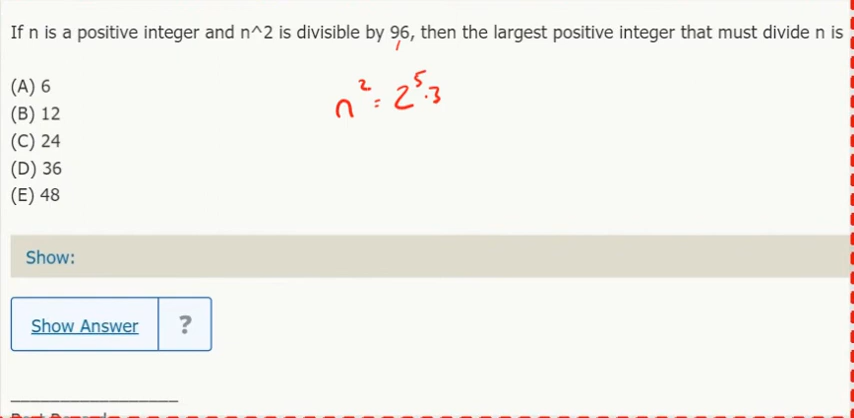 If n is a positive integer and n^2 is divisible by 96, then the largest positive integer that must divide n is
n² = 2⁵·3
(A) 6
(B) 12
(C) 24
(D) 36
(E) 48
Show:
Show Answer ?